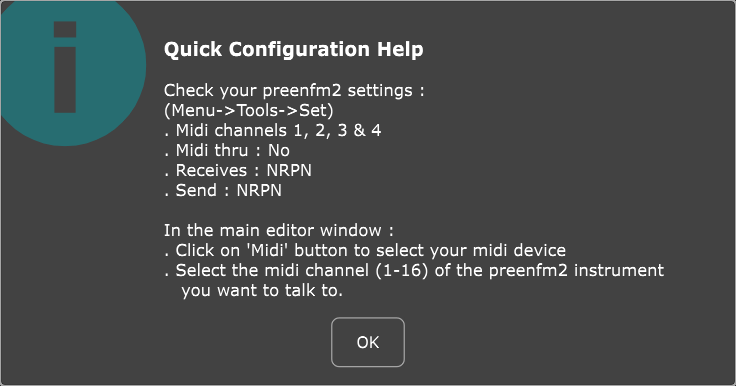 Quick Configuration Help
Check your preenfm2 settings :
(Menu->Tools->Set)
. Midi channels 1, 2, 3 & 4
. Midi thru : No
. Receives : NRPN
. Send : NRPN
In the main editor window :
. Click on 'Midi' button to select your midi device
. Select the midi channel (1-16) of the preenfm2 instrument
you want to talk to.
OK